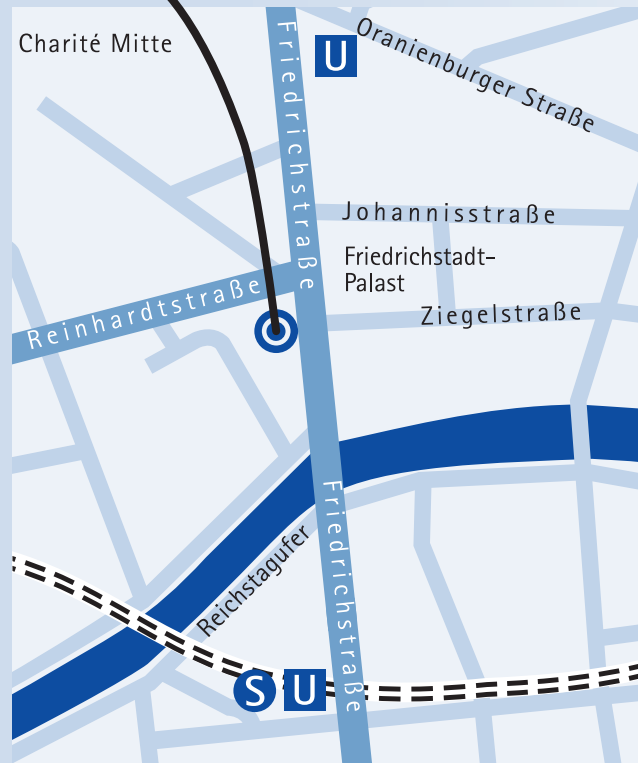 Charité Mitte
Friedrichstraße
U
Oranienburger Straße
Johannisstraße
Friedrichstadt-
Palast
Reinhardtstraße
Ziegelstraße
Friedrichstraße
Reichstagufer
S U